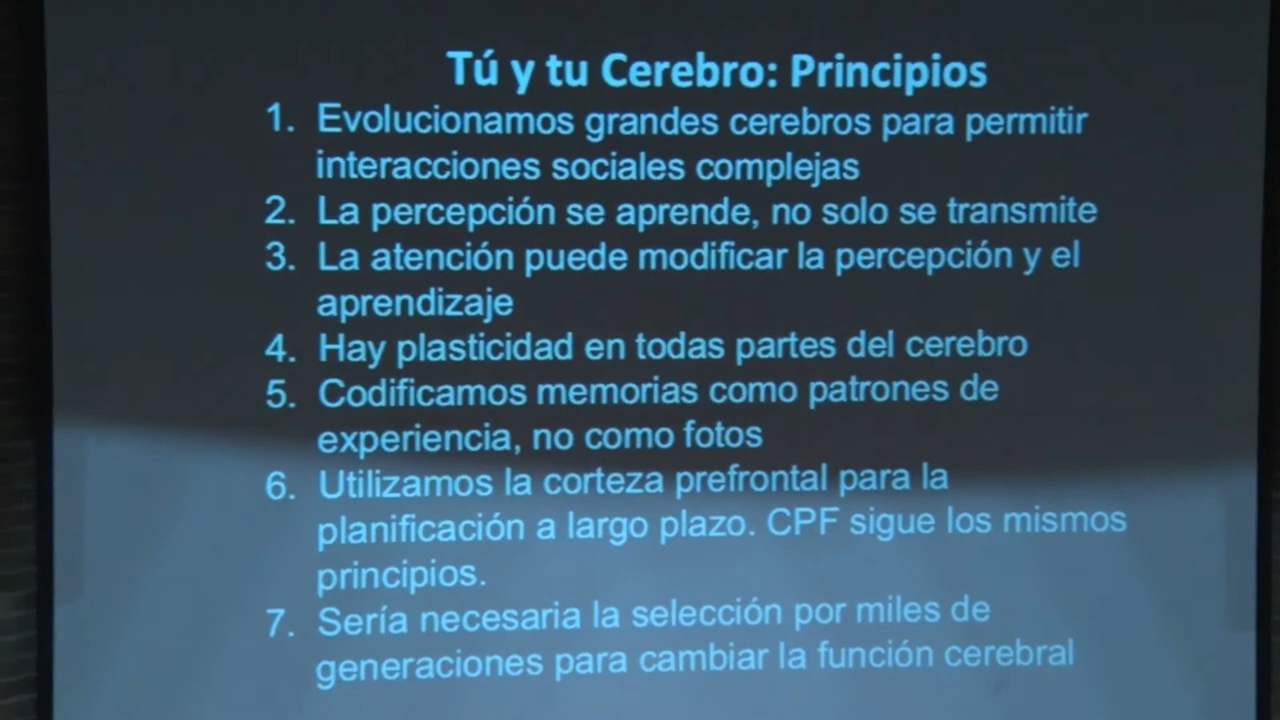 Tú y tu Cerebro: Principios
1. Evolucionamos grandes cerebros para permitir
interacciones sociales complejas
2. La percepción se aprende, no solo se transmite
3. La atención puede modificar la percepción y el
aprendizaje
4. Hay plasticidad en todas partes del cerebro
5. Codificamos memorias como patrones de
experiencia, no como fotos
6. Utilizamos la corteza prefrontal para la
planificación a largo plazo. CPF sigue los mismos
principios.
7. Sería necesaria la selección por miles de
generaciones para cambiar la función cerebral